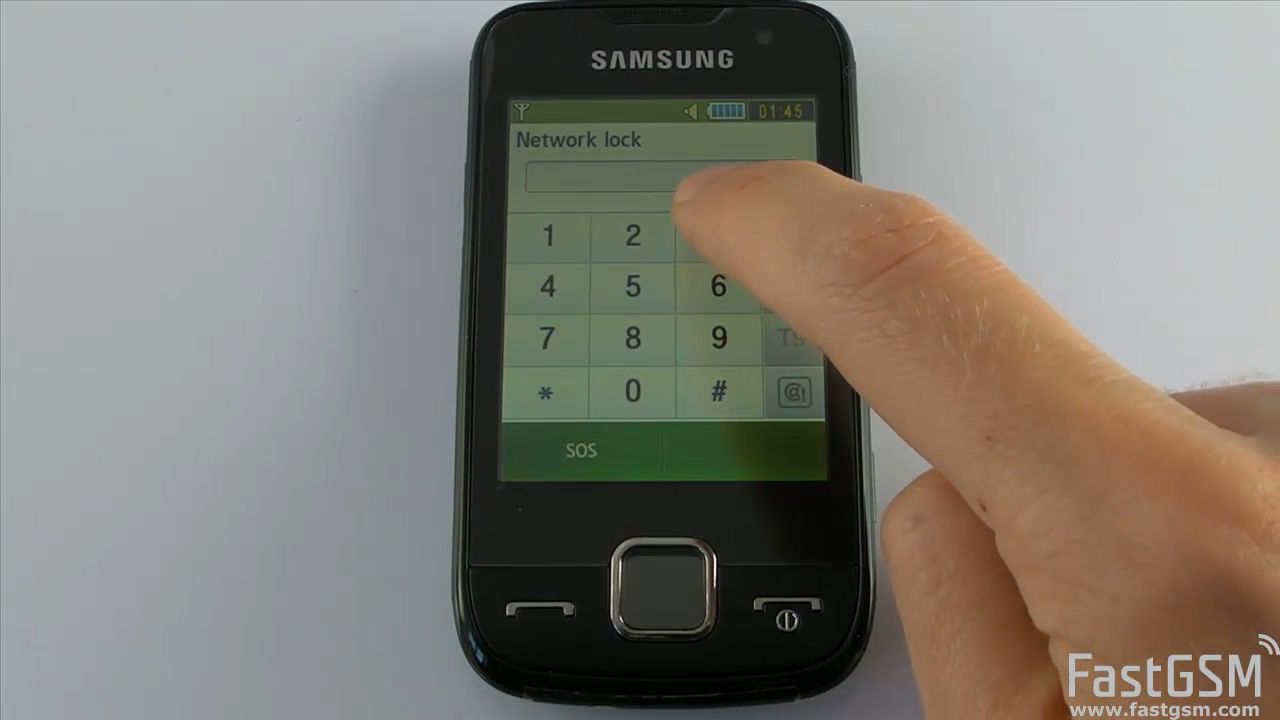 SAMSUNG
01:45
Network lock
1 2
4 5 6
7 8 9 T9
* 0 # @
SOS
FastGSM
www.fastgsm.com